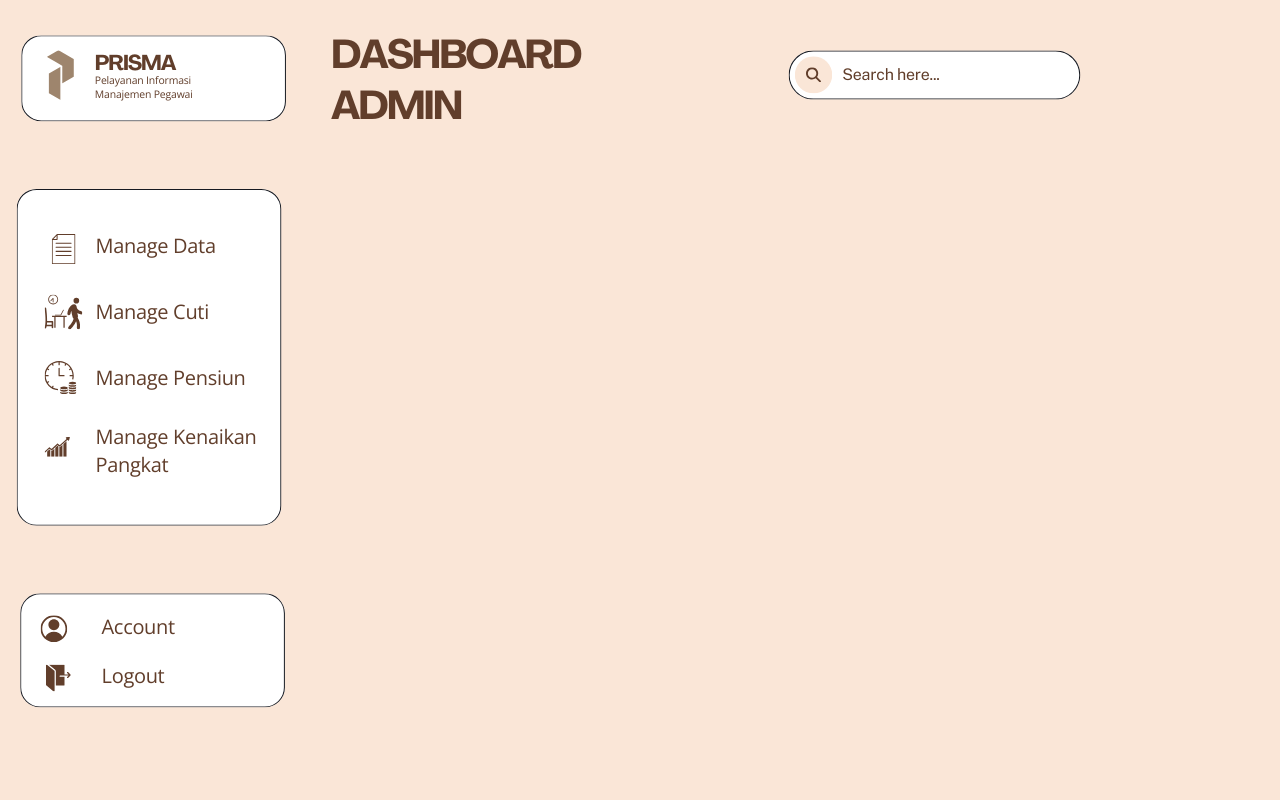 PRISMA
Pelayanan Informasi
Manajemen Pegawai
DASHBOARD
ADMIN
Search here...
Manage Data
Manage Cuti
Manage Pensiun
Manage Kenaikan
Pangkat
Account
Logout